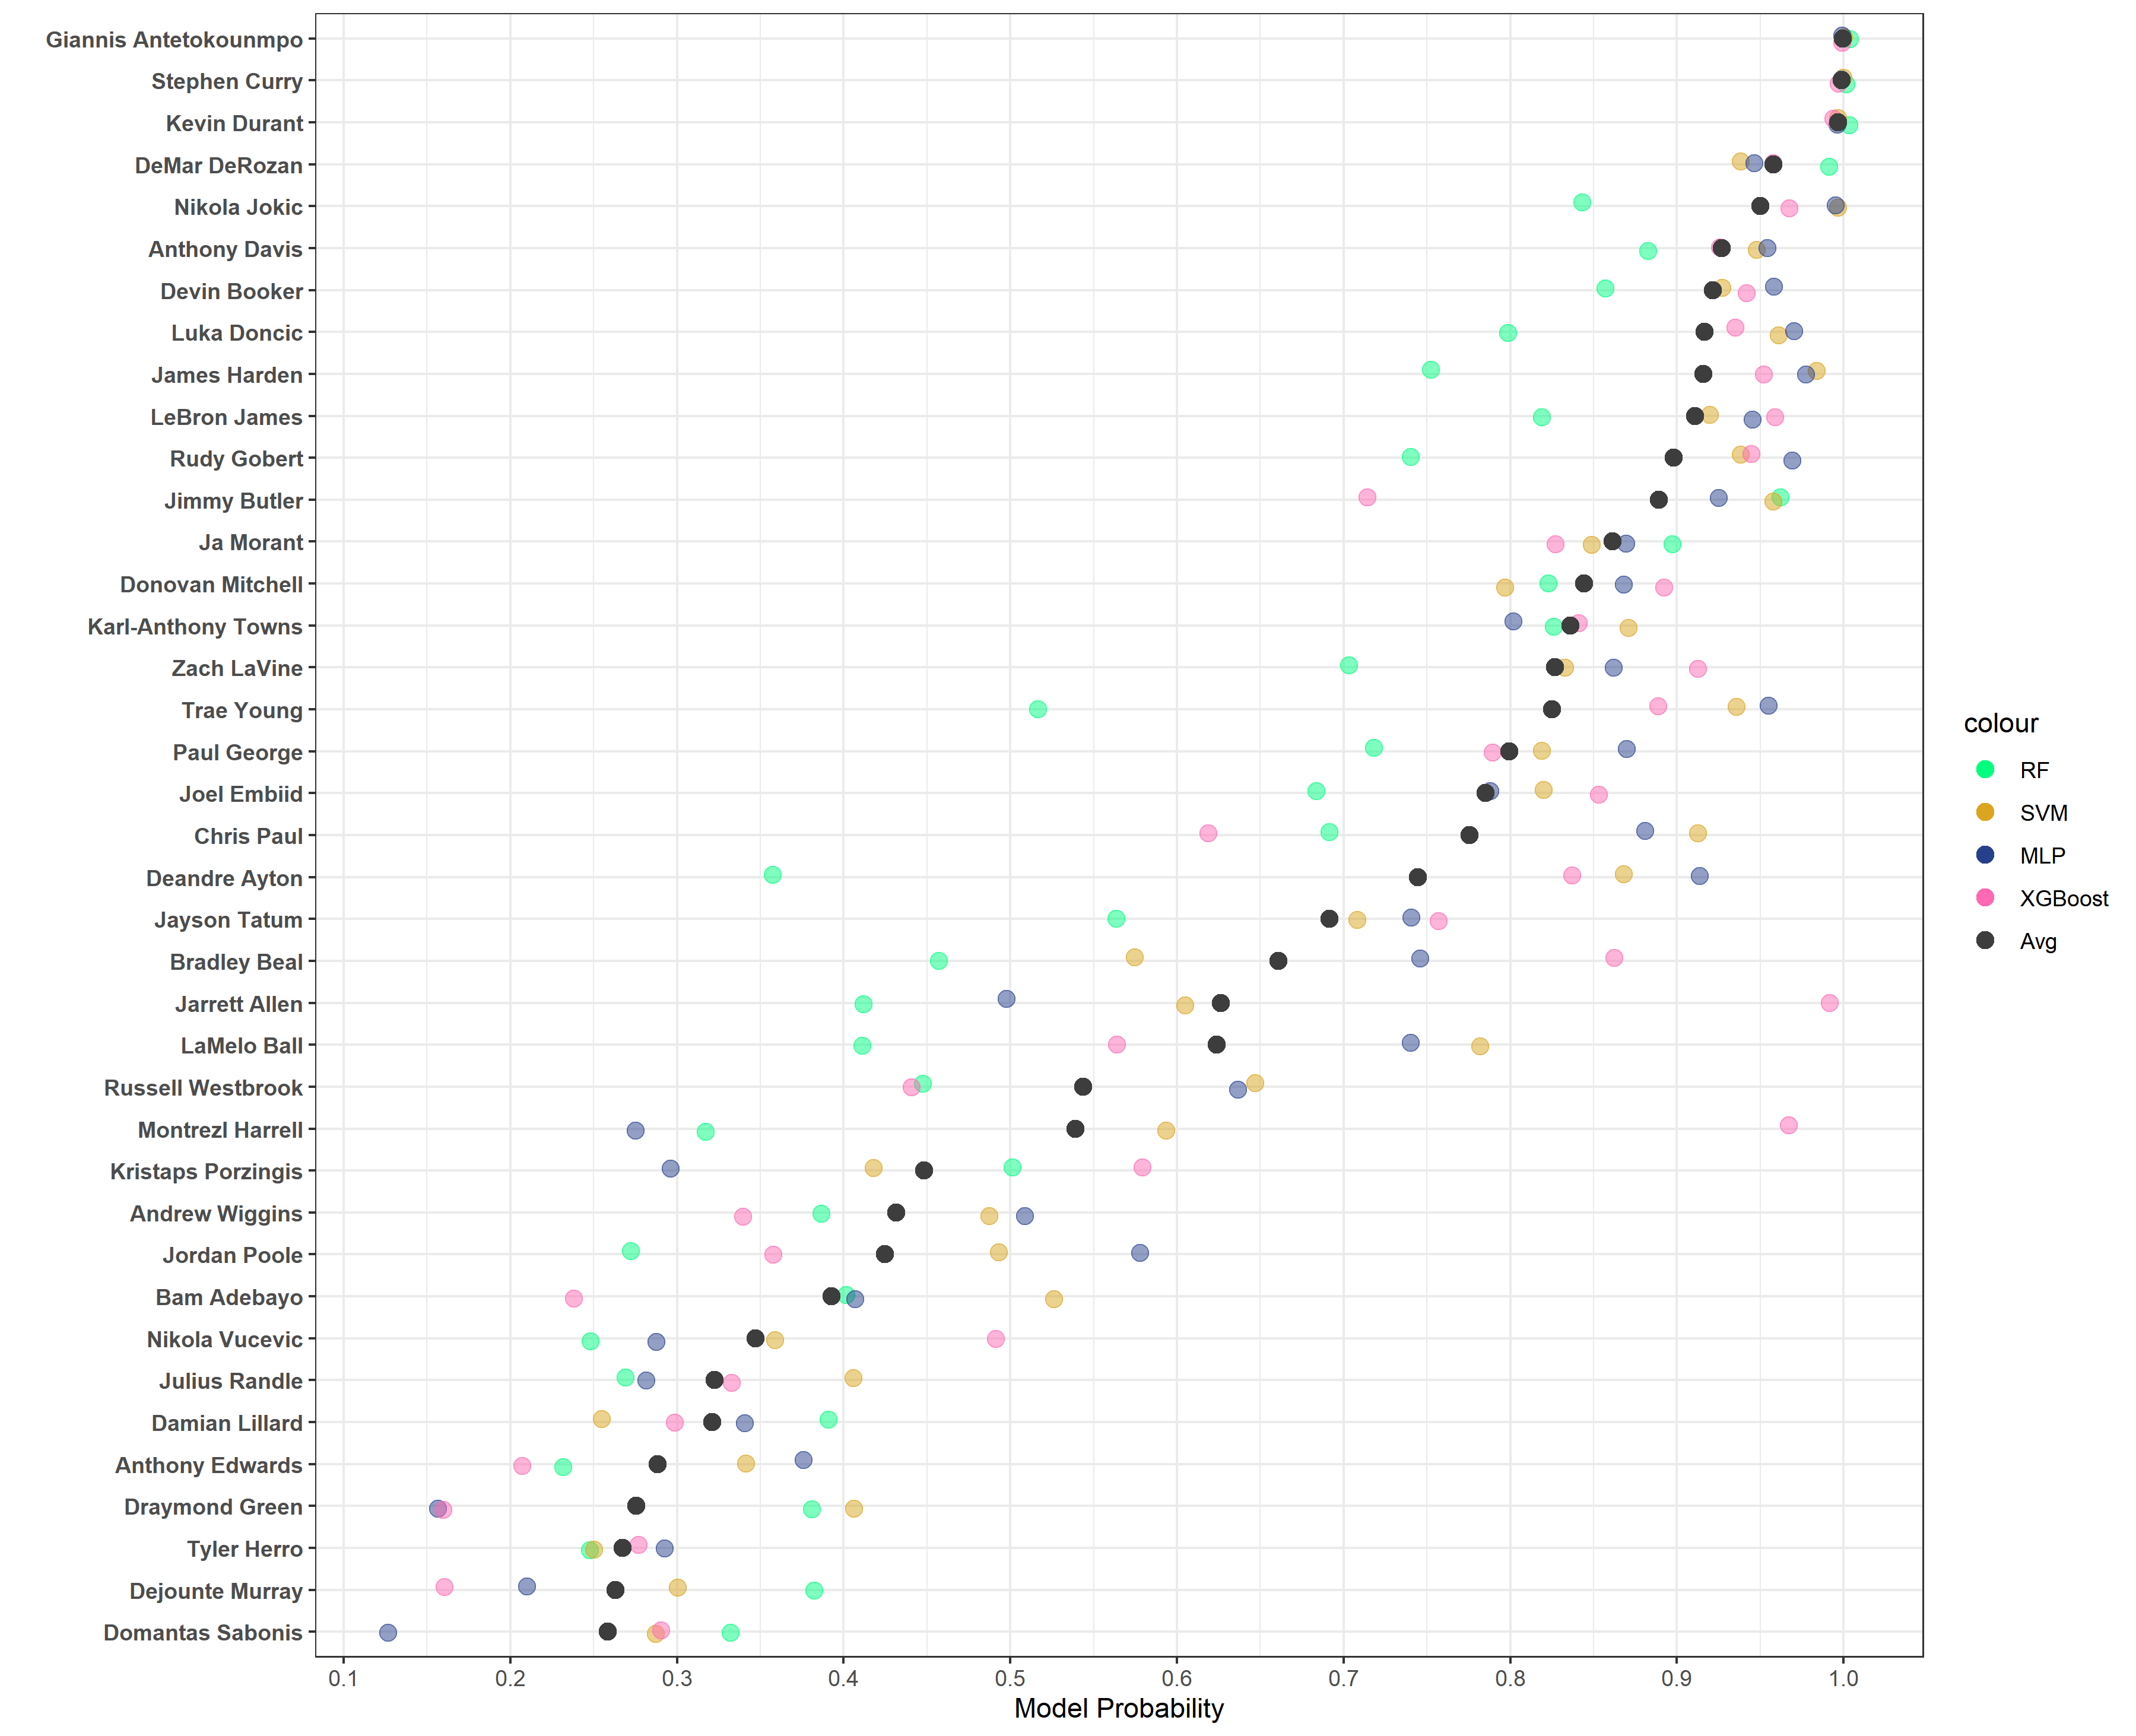 Giannis Antetokounmpo
Stephen Curry
Kevin Durant
DeMar DeRozan
Nikola Jokic
Anthony Davis
Devin Booker
Luka Doncic
James Harden
LeBron James
Rudy Gobert
Jimmy Butler
Ja Morant
Donovan Mitchell
Karl-Anthony Towns
Zach LaVine
Trae Young
Paul George
Joel Embiid
Chris Paul
Deandre Ayton
Jayson Tatum
Bradley Beal
Jarrett Allen
LaMelo Ball
Russell Westbrook
Montrezl Harrell
Kristaps Porzingis
Andrew Wiggins
Jordan Poole
Bam Adebayo
Nikola Vucevic
Julius Randle
Damian Lillard
Anthony Edwards
Draymond Green
Tyler Herro
Dejounte Murray
Domantas Sabonis
0.1 0.2 0.3 0.4 0.5 0.6 0.7 0.8 0.9 1.0
Model Probability
colour
RF
SVM
MLP
XGBoost
Avg